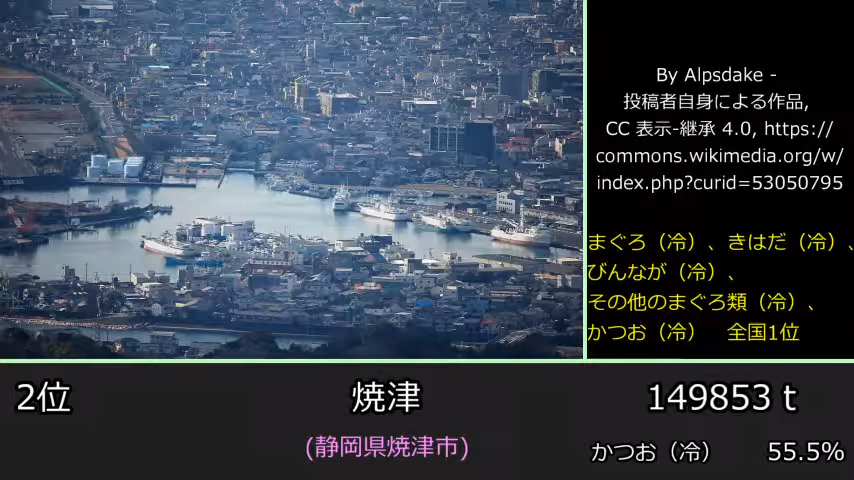 By Alpsdake -
投稿者自身による作品,
CC 表示-継承 4.0, https://
commons.wikimedia.org/w/
index.php?curid=53050795
まぐろ（冷）、きはだ（冷）、
びんなが（冷）、
その他のまぐろ類（冷）、
かつお（冷）　全国1位
2位
焼津
149853 t
(静岡県焼津市)
かつお（冷）
55.5%